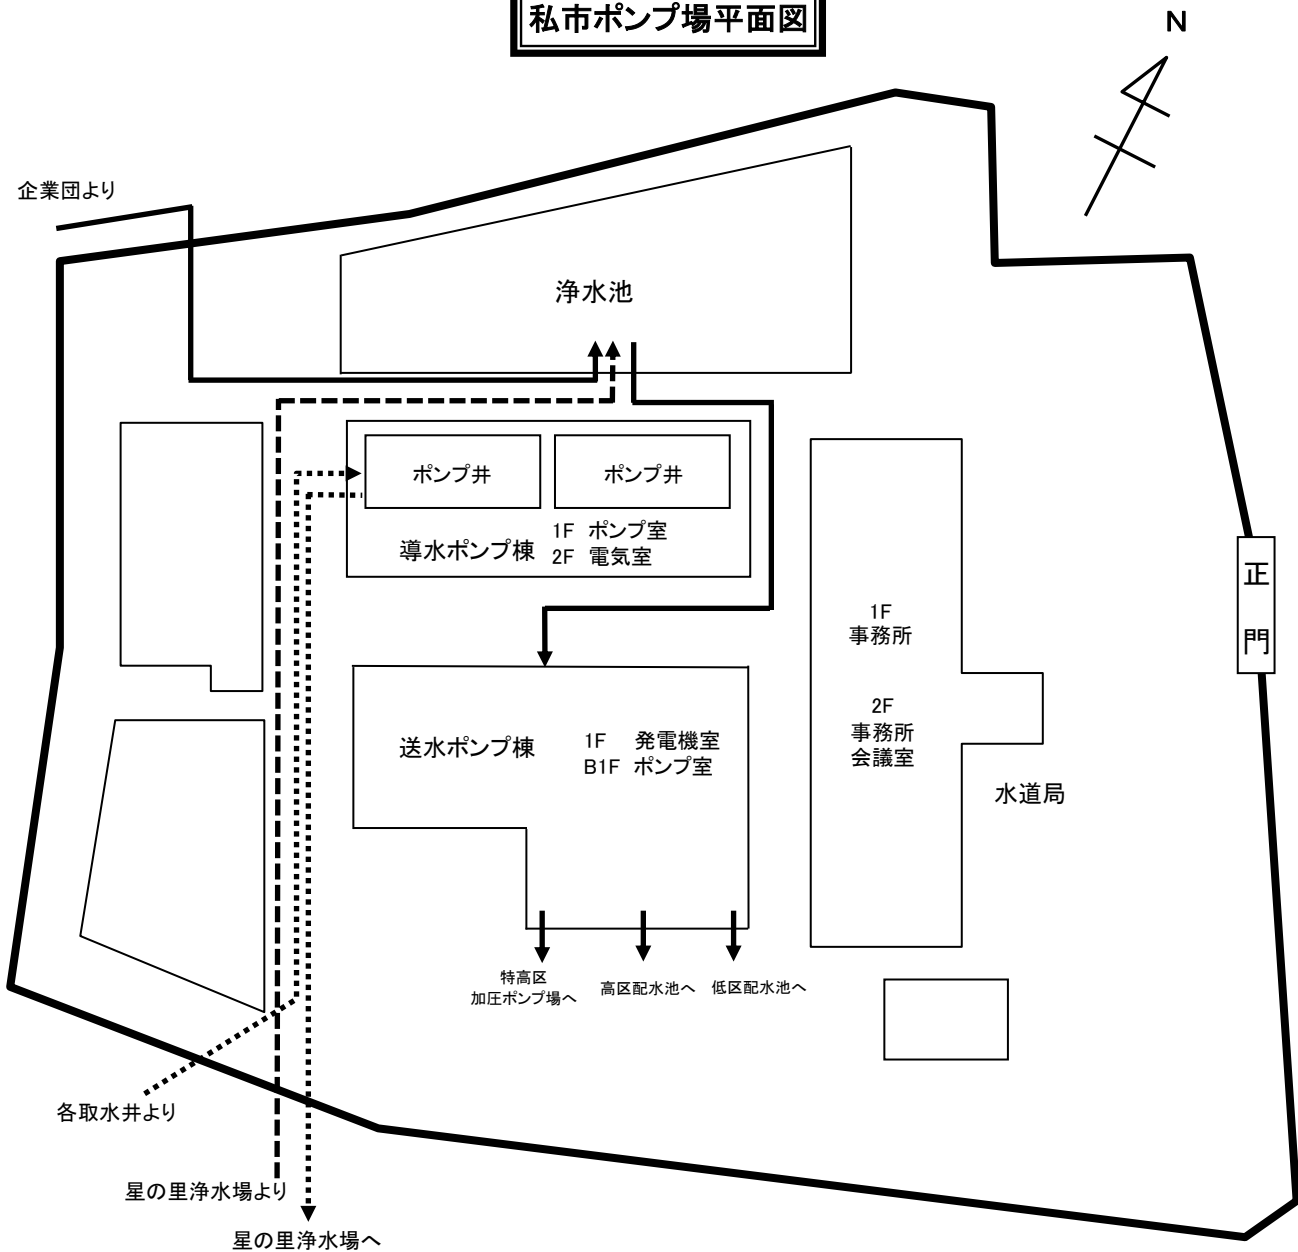 私市ポンプ場平面図
N
企業団より
浄水池
ポンプ井
ポンプ井
導水ポンプ棟
1F ポンプ室
2F 電気室
正
門
1F
事務所
2F
事務所
会議室
水道局
送水ポンプ棟
1F 発電機室
B1F ポンプ室
特高区
加圧ポンプ場へ
高区配水池へ
低区配水池へ
各取水井より
星の里浄水場より
星の里浄水場へ